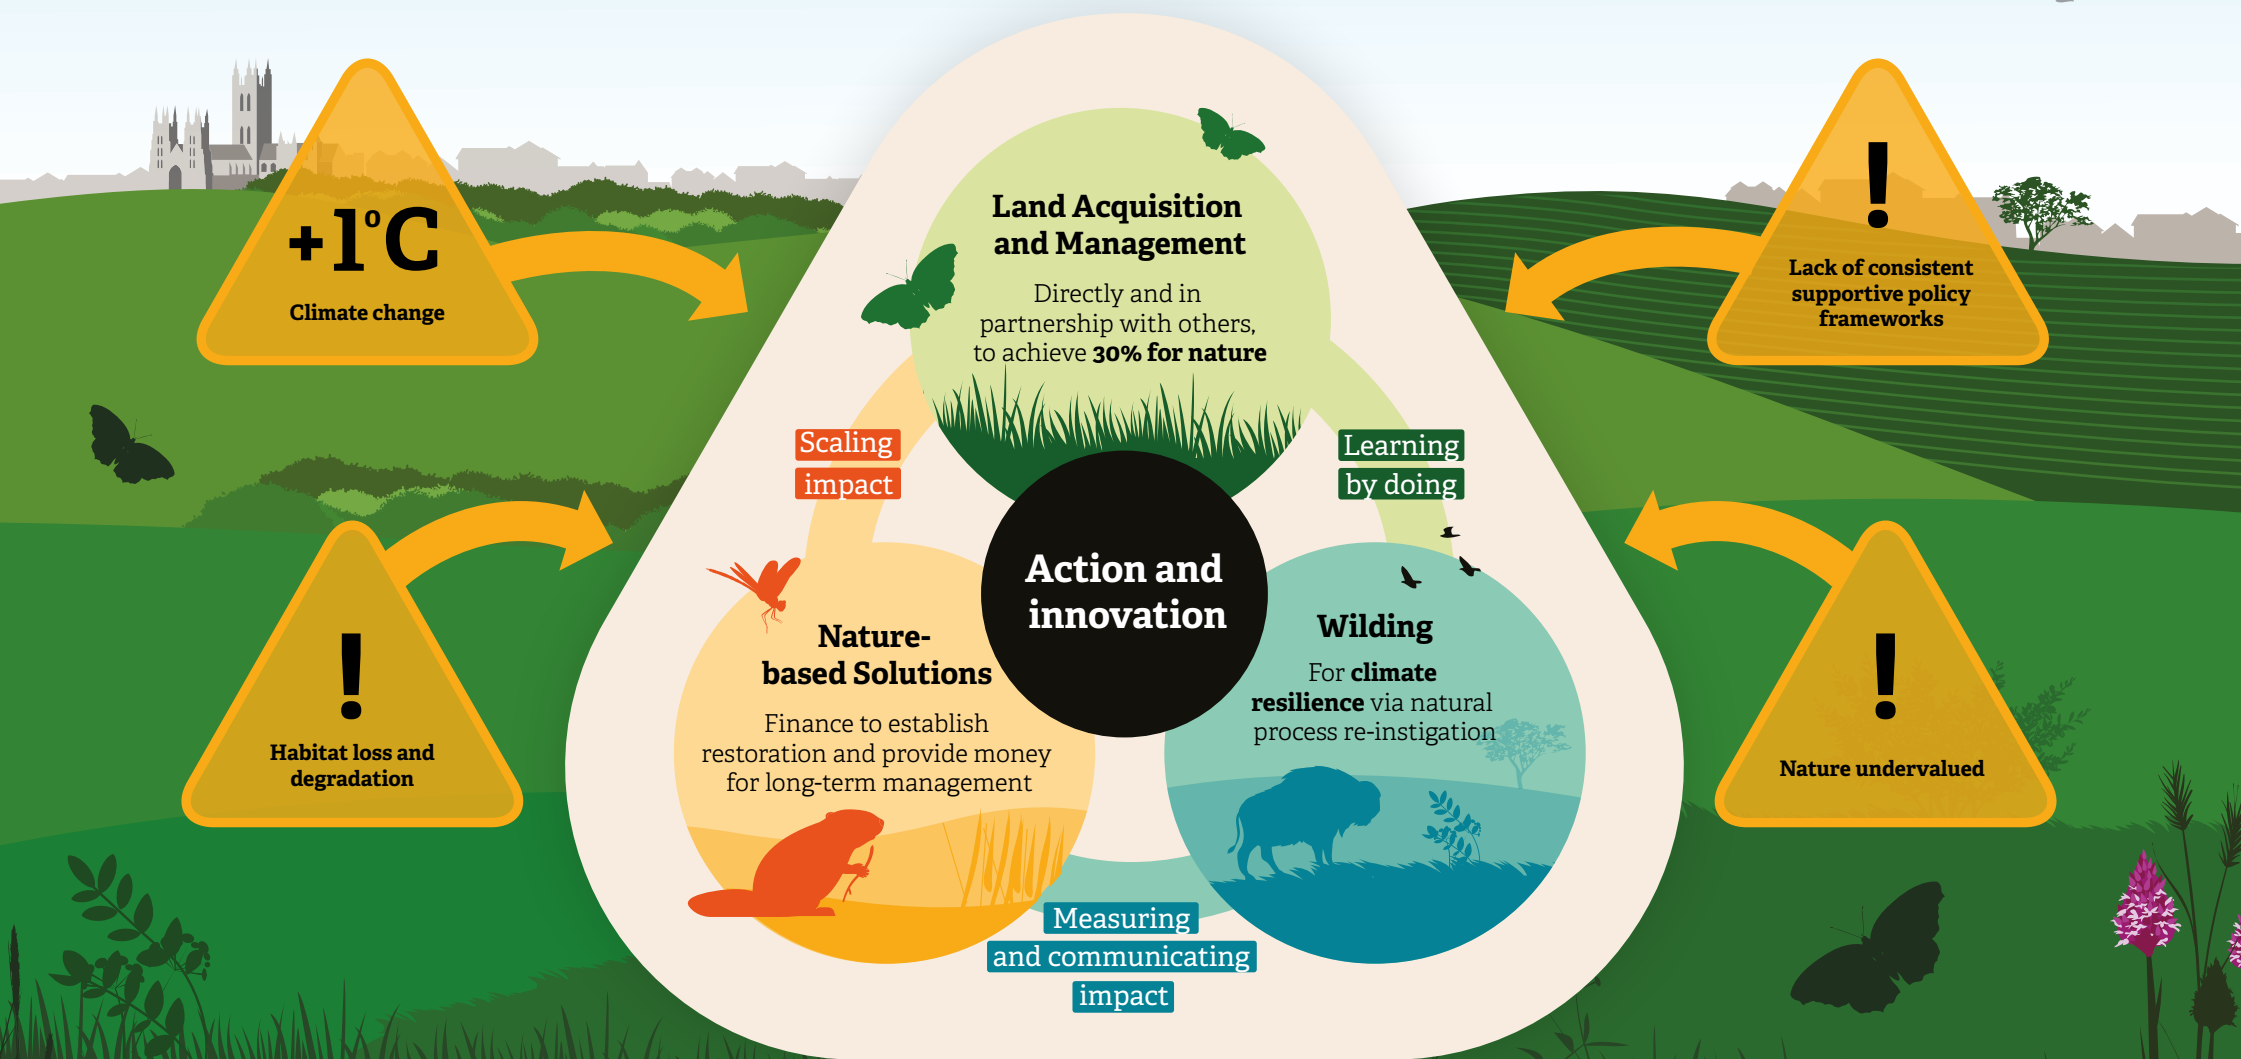 +1°C
Climate change
!
Habitat loss and
degradation
Land Acquisition
and Management
Directly and in
partnership with others,
to achieve 30% for nature
Scaling
impact
Learning
by doing
Action and
innovation
Nature-
based Solutions
Finance to establish
restoration and provide money
for long-term management
Wilding
For climate
resilience via natural
process re-instigation
Measuring
and communicating
impact
!
Lack of consistent
supportive policy
frameworks
!
Nature undervalued